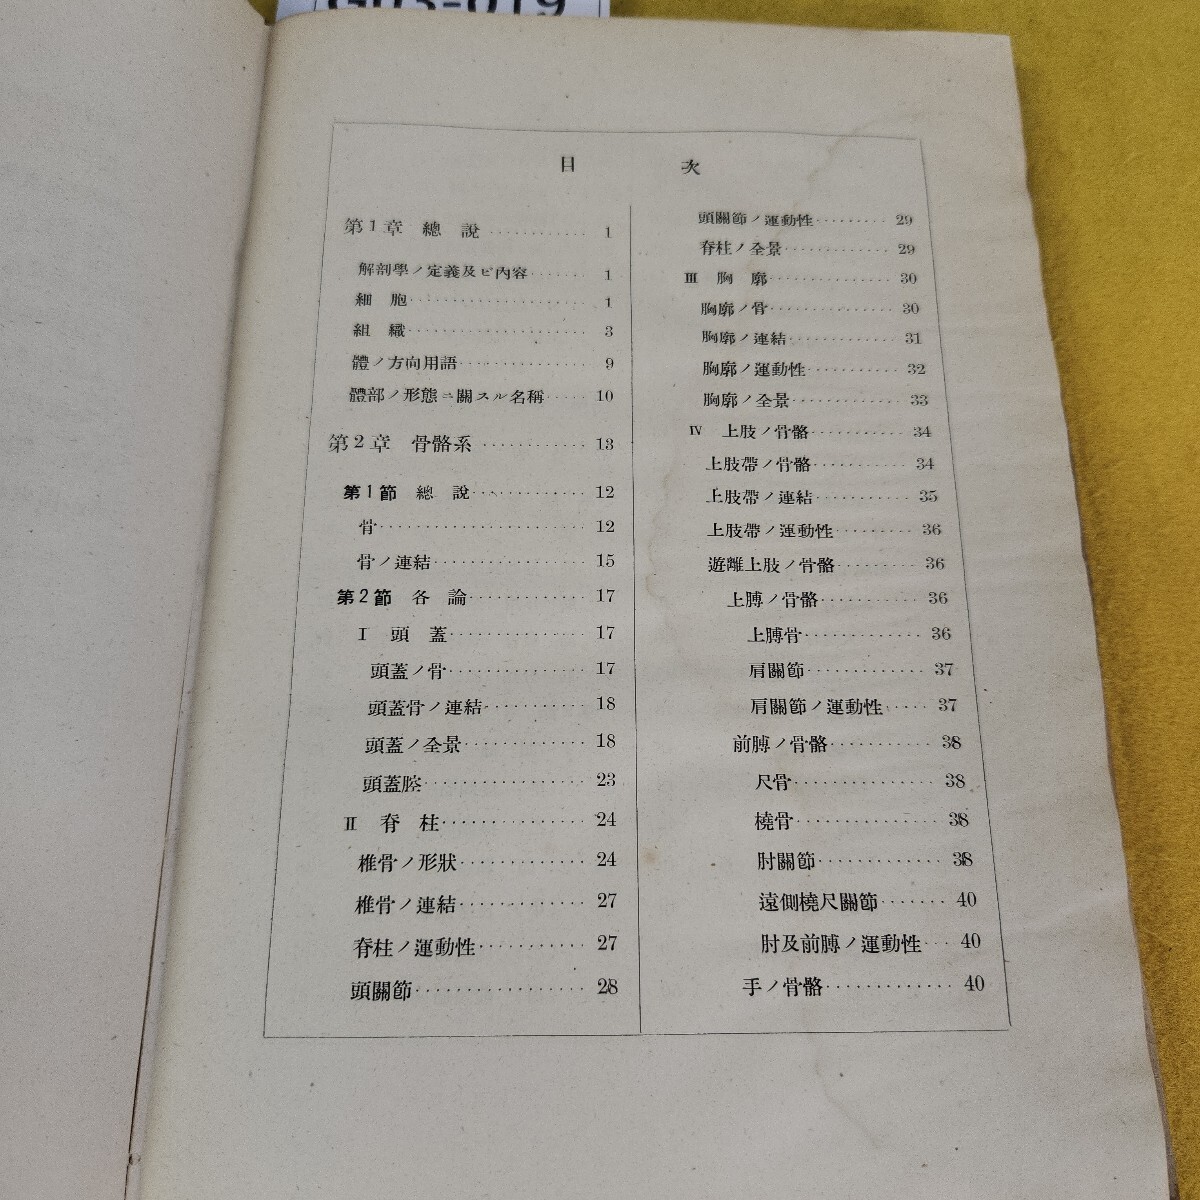 G03-019
目次
第1章 總說 ············ 1
解剖學ノ定義及ビ內容 ······· 1
細胞 ····················· 1
組織 ····················· 3
體ノ方向用語 ··············· 9
體部ノ形態ニ關スル名稱 ····· 10
第2章 骨骼系 ············ 13
第1節 總說 ············ 12
骨 ····················· 12
骨ノ連結 ················ 15
第2節 各論 ············ 17
I 頭蓋 ·············· 17
頭蓋ノ骨 ·············· 17
頭蓋骨ノ連結 ··········· 18
頭蓋ノ全景 ············· 18
頭蓋腔 ················ 23
II 脊柱 ··············· 24
椎骨ノ形狀 ············· 24
椎骨ノ連結 ············· 27
脊柱ノ運動性 ··········· 27
頭關節 ················· 28
頭關節ノ運動性 ········· 29
脊柱ノ全景 ············· 29
III 胸廓 ··············· 30
胸廓ノ骨 ··············· 30
胸廓ノ連結 ············· 31
胸廓ノ運動性 ··········· 32
胸廓ノ全景 ············· 33
IV 上肢ノ骨骼 ··········· 34
上肢帶ノ骨骼 ··········· 34
上肢帶ノ連結 ··········· 35
上肢帶ノ運動性 ········· 36
遊離上肢ノ骨骼 ········· 36
上膊ノ骨骼 ············ 36
上膊骨 ·············· 36
肩關節 ·············· 37
肩關節ノ運動性 ····· 37
前膊ノ骨骼 ··········· 38
尺骨 ················ 38
橈骨 ················ 38
肘關節 ·············· 38
遠側橈尺關節 ······· 40
肘及前膊ノ運動性 ··· 40
手ノ骨骼 ·············· 40